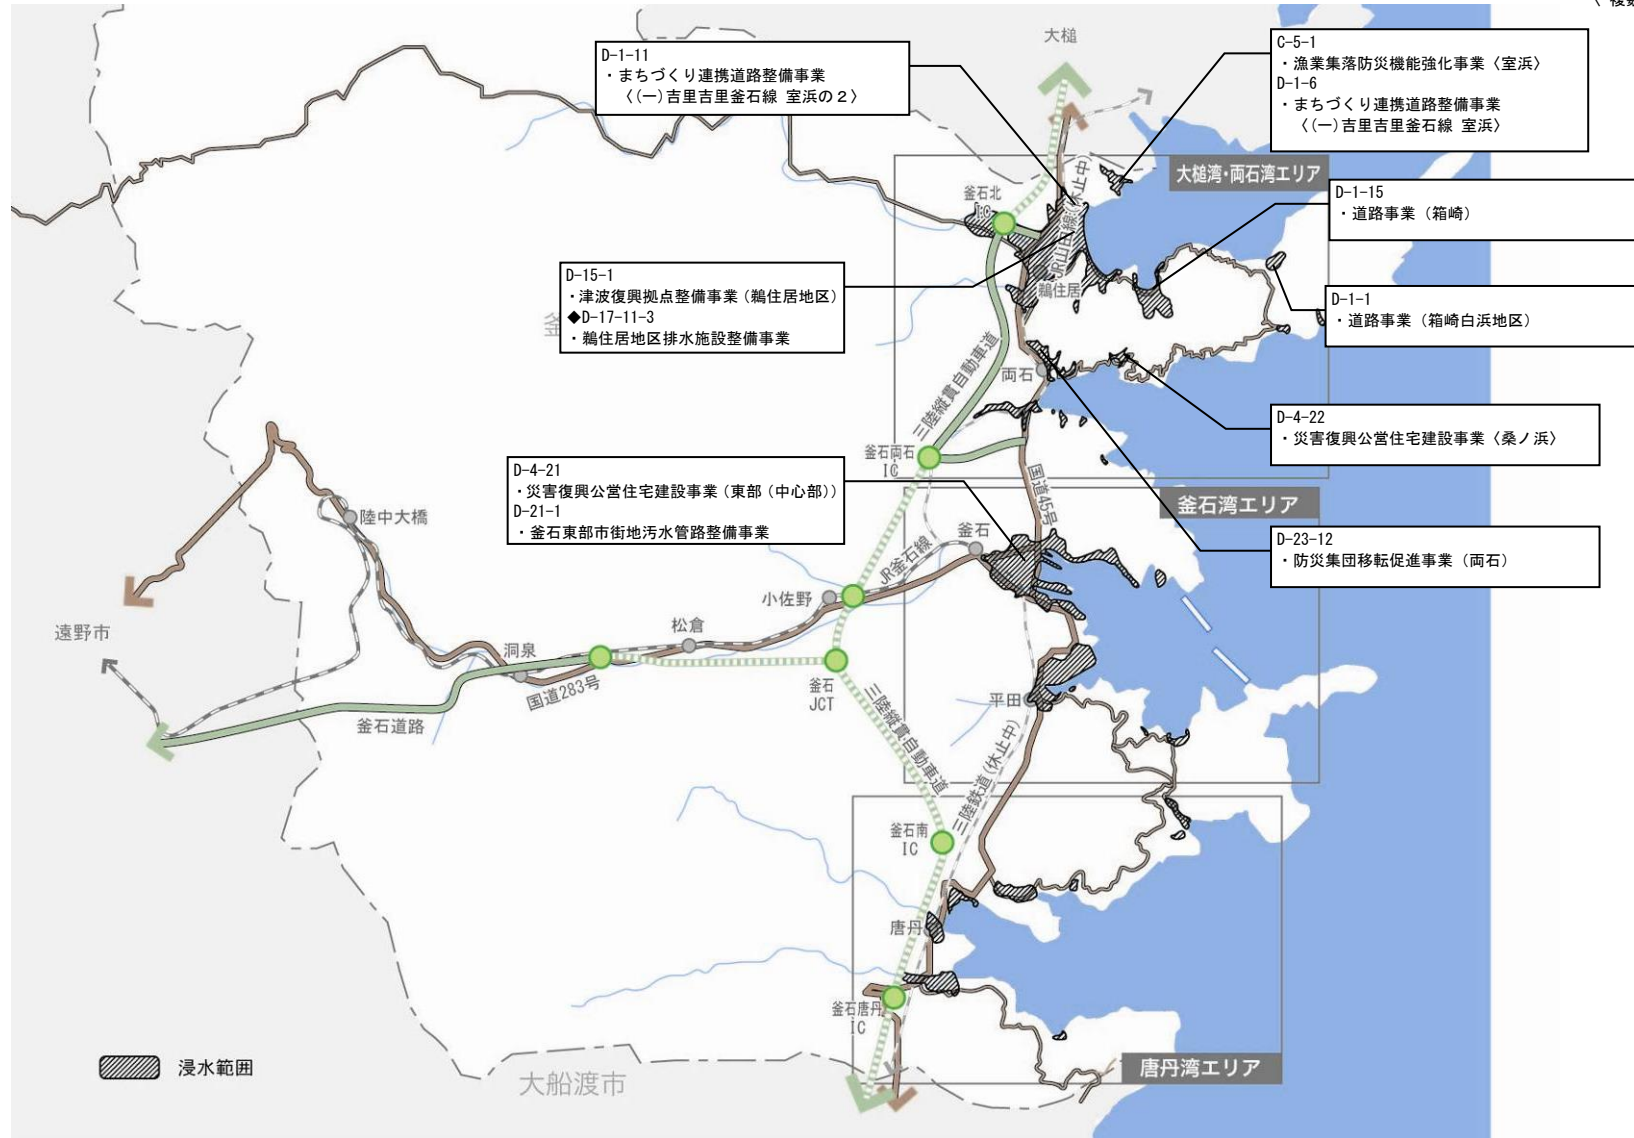 〈 複数
大槌
D-1-11
・まちづくり連携道路整備事業
〈(一)吉里吉里釜石線 室浜の2〉
C-5-1
・漁業集落防災機能強化事業〈室浜〉
D-1-6
・まちづくり連携道路整備事業
〈(一)吉里吉里釜石線 室浜〉
大槌湾・両石湾エリア
D-1-15
・道路事業（箱崎）
釜石北
IC
JR山田線(休止中)
鵜住居
D-15-1
・津波復興拠点整備事業(鵜住居地区)
◆D-17-11-3
・鵜住居地区排水施設整備事業
釜
D-1-1
・道路事業（箱崎白浜地区）
三陸縦貫自動車道
両石
D-4-22
・災害復興公営住宅建設事業〈桑ノ浜〉
釜石両石
IC
国道45号
D-4-21
・災害復興公営住宅建設事業(東部(中心部))
D-21-1
・釜石東部市街地汚水管路整備事業
釜石湾エリア
陸中大橋
釜石
D-23-12
・防災集団移転促進事業（両石）
JR釜石線
小佐野
遠野市
松倉
洞泉
国道283号
釜石
JCT
釜石道路
三陸縦貫自動車道
平田
三陸鉄道(休止中)
釜石南
IC
唐丹
釜石唐丹
IC
浸水範囲
大船渡市
唐丹湾エリア